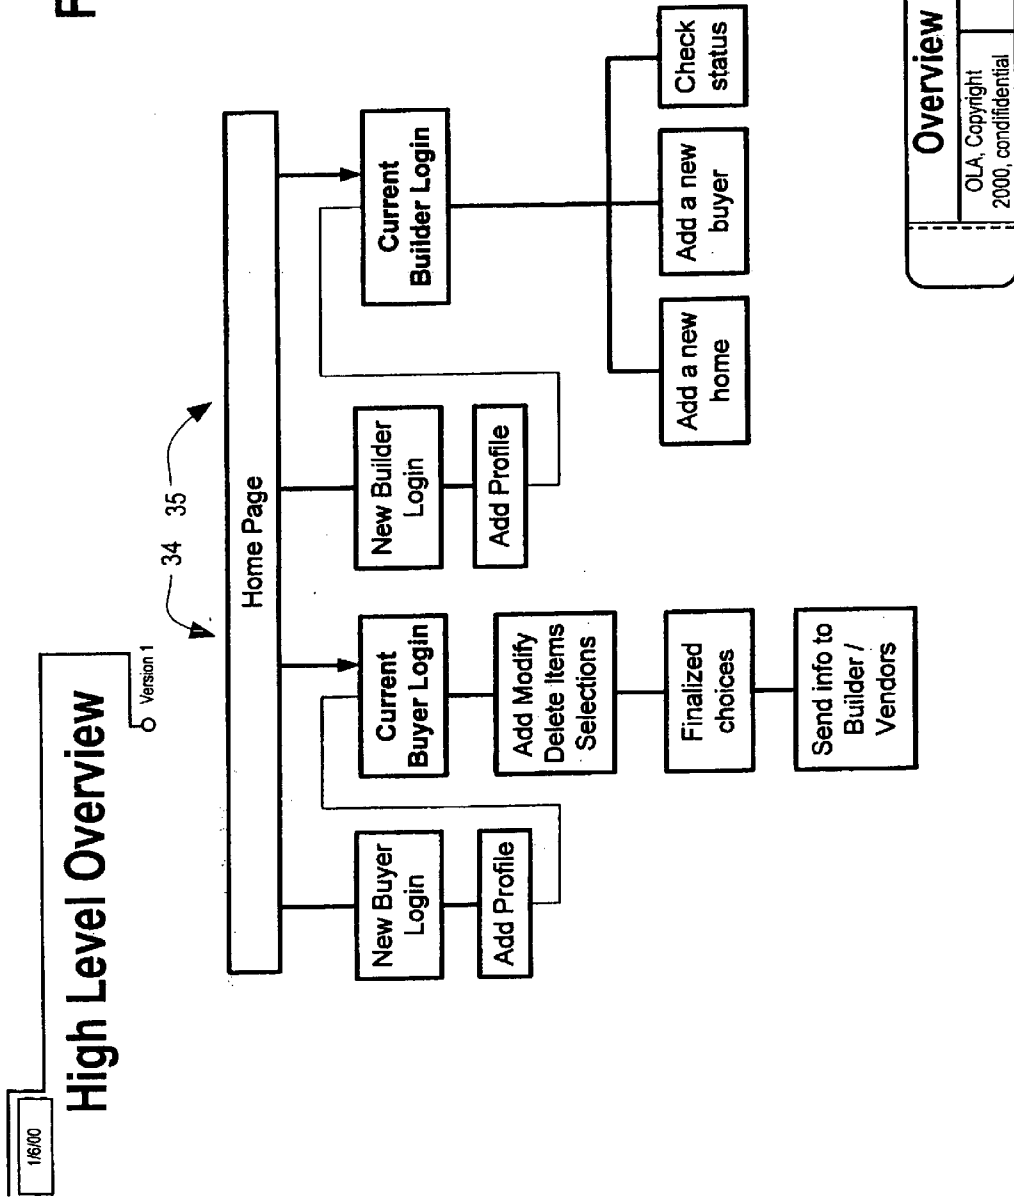 1/6/00
High Level Overview
Version 1
34
35
Home Page
New Buyer
Login
Add Profile
Current
Buyer Login
Add Modify
Delete Items
Selections
Finalized
choices
Send info to
Builder /
Vendors
New Builder
Login
Add Profile
Current
Builder Login
Add a new
home
Add a new
buyer
Check
status
Overview
OLA, Copyright
2000, condifidential